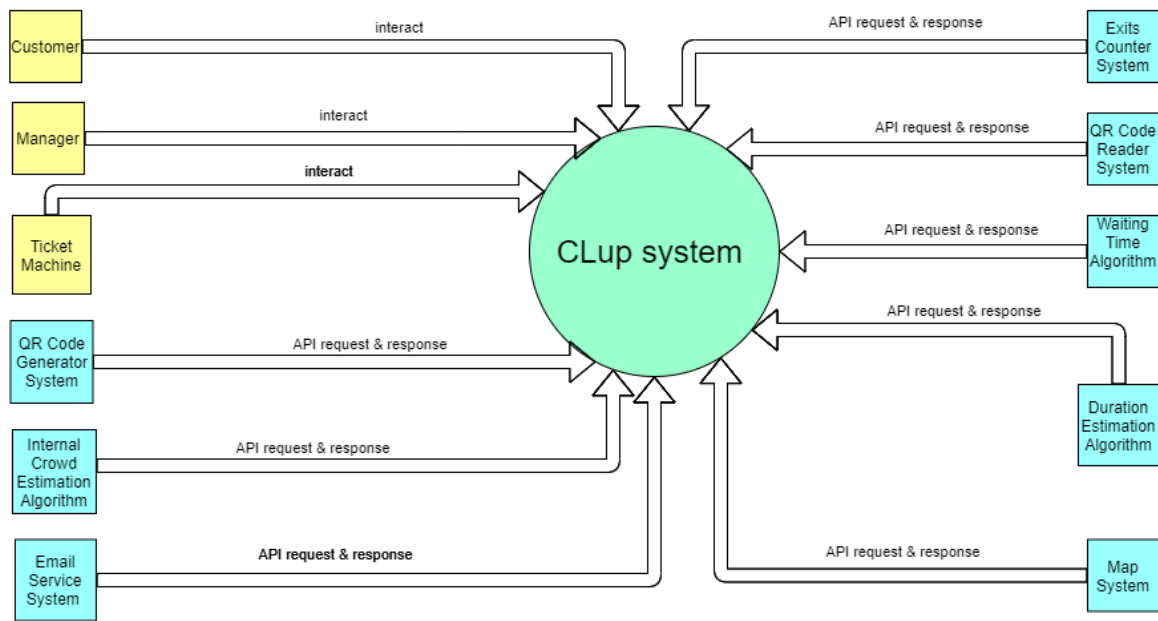 Customer
interact
API request & response
Exits
Counter
System
Manager
interact
API request & response
QR Code
Reader
System
interact
Ticket
Machine
CLup system
API request & response
Waiting
Time
Algorithm
QR Code
Generator
System
API request & response
API request & response
Duration
Estimation
Algorithm
Internal
Crowd
Estimation
Algorithm
API request & response
Email
Service
System
API request & response
API request & response
Map
System